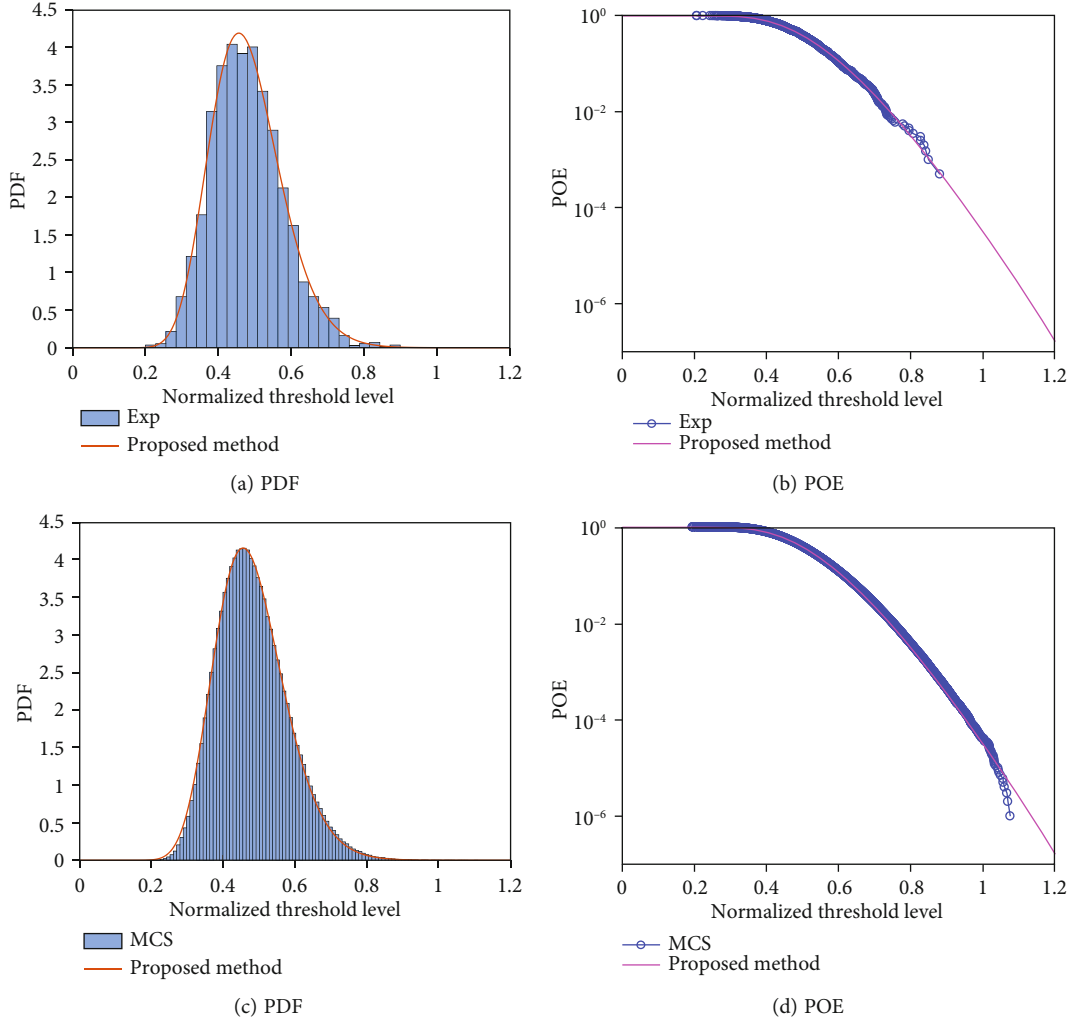 4.5
4
3.5
3
2.5
2
1.5
1
0.5
0
PDF
0 0.2 0.4 0.6 0.8 1 1.2
Normalized threshold level
Exp
Proposed method
(a) PDF
10⁰
10⁻²
10⁻⁴
10⁻⁶
POE
0 0.2 0.4 0.6 0.8 1 1.2
Normalized threshold level
Exp
Proposed method
(b) POE
4.5
4
3.5
3
2.5
2
1.5
1
0.5
0
PDF
0 0.2 0.4 0.6 0.8 1 1.2
Normalized threshold level
MCS
Proposed method
(c) PDF
10⁰
10⁻²
10⁻⁴
10⁻⁶
POE
0 0.2 0.4 0.6 0.8 1 1.2
Normalized threshold level
MCS
Proposed method
(d) POE